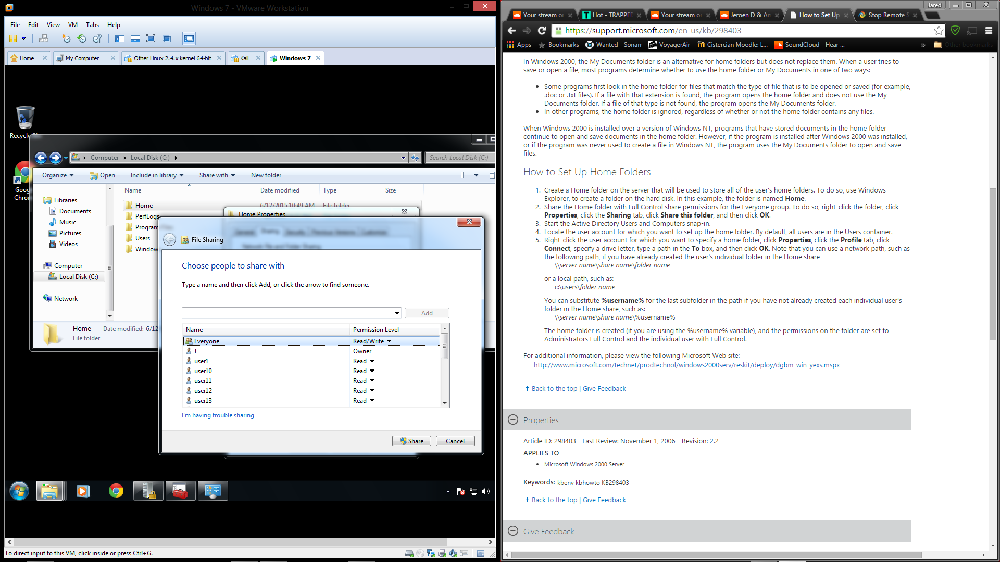 Windows 7 - VMware Workstation
File Edit View VM Tabs Help
Home
My Computer
Other Linux 2.4.x kernel 64-bit
Kali
Windows 7
Computer
Local Disk (C:)
Search Local Disk (C:)
Organize
Open
Include in library
Share with
New folder
Name
Date modified
Type
Size
Libraries
Documents
Music
Pictures
Videos
Computer
Local Disk (C:)
Network
Home
6/12/2015 10:49 AM
File folder
PerfLogs
Program
Users
Window
Home Properties
File Sharing
Choose people to share with
Type a name and then click Add, or click the arrow to find someone.
Add
Name
Permission Level
Everyone
Read/Write
J
Owner
user1
Read
user10
Read
user11
Read
user12
Read
user13
Read
I'm having trouble sharing
Share
Cancel
Home
Date modified: 6/12
File folder
To direct input to this VM, click inside or press Ctrl+G.
Jared
Your stream or
Hot - TRAPPED
Your stream or
Jeroen D & An
How to Set Up
Stop Remote S
https://support.microsoft.com/en-us/kb/298403
Apps
Bookmarks
Wanted - Sonarr
VoyagerAir
Cistercian Moodle: L...
SoundCloud - Hear ...
»
Other bookmarks
In Windows 2000, the My Documents folder is an alternative for home folders but does not replace them. When a user tries to
save or open a file, most programs determine whether to use the home folder or My Documents in one of two ways:
• Some programs first look in the home folder for files that match the type of file that is to be opened or saved (for example,
.doc or .txt files). If a file with that extension is found, the program opens the home folder and does not use the My
Documents folder. If a file of that type is not found, the program opens the My Documents folder.
• In other programs, the home folder is ignored, regardless of whether or not the home folder contains any files.
When Windows 2000 is installed over a version of Windows NT, programs that have stored documents in the home folder
continue to open and save documents in the home folder. However, if the program is installed after Windows 2000 was installed,
or if the program was never used to create a file in Windows NT, the program uses the My Documents folder to open and save
files.
How to Set Up Home Folders
1. Create a Home folder on the server that will be used to store all of the user's home folders. To do so, use Windows
Explorer, to create a folder on the hard disk. In this example, the folder is named Home.
2. Share the Home folder with Full Control share permissions for the Everyone group. To do so, right-click the folder, click
Properties, click the Sharing tab, click Share this folder, and then click OK.
3. Start the Active Directory Users and Computers snap-in.
4. Locate the user account for which you want to set up the home folder. By default, all users are in the Users container.
5. Right-click the user account for which you want to specify a home folder, click Properties, click the Profile tab, click
Connect, specify a drive letter, type a path in the To box, and then click OK. Note that you can use a network path, such as
the following path, if you have already created the user's individual folder in the Home share
\\server name\share name\folder name
or a local path, such as:
c:\users\folder name
You can substitute %username% for the last subfolder in the path if you have not already created each individual user's
folder in the Home share, such as:
\\server name\share name\%username%
The home folder is created (if you are using the %username% variable), and the permissions on the folder are set to
Administrators Full Control and the individual user with Full Control.
For additional information, please view the following Microsoft Web site:
http://www.microsoft.com/technet/prodtechnol/windows2000serv/reskit/deploy/dgbm_win_yexs.mspx
Back to the top | Give Feedback
Properties
Article ID: 298403 - Last Review: November 1, 2006 - Revision: 2.2
APPLIES TO
• Microsoft Windows 2000 Server
Keywords: kbenv kbhowto KB298403
Back to the top | Give Feedback
Give Feedback